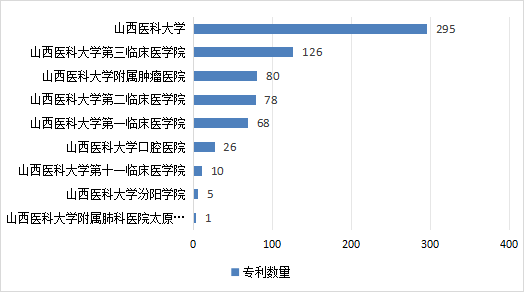 山西医科大学 295
山西医科大学第三临床医学院 126
山西医科大学附属肿瘤医院 80
山西医科大学第二临床医学院 78
山西医科大学第一临床医学院 68
山西医科大学口腔医院 26
山西医科大学第十一临床医学院 10
山西医科大学汾阳学院 5
山西医科大学附属肺科医院太原… 1
0 100 200 300 400
专利数量